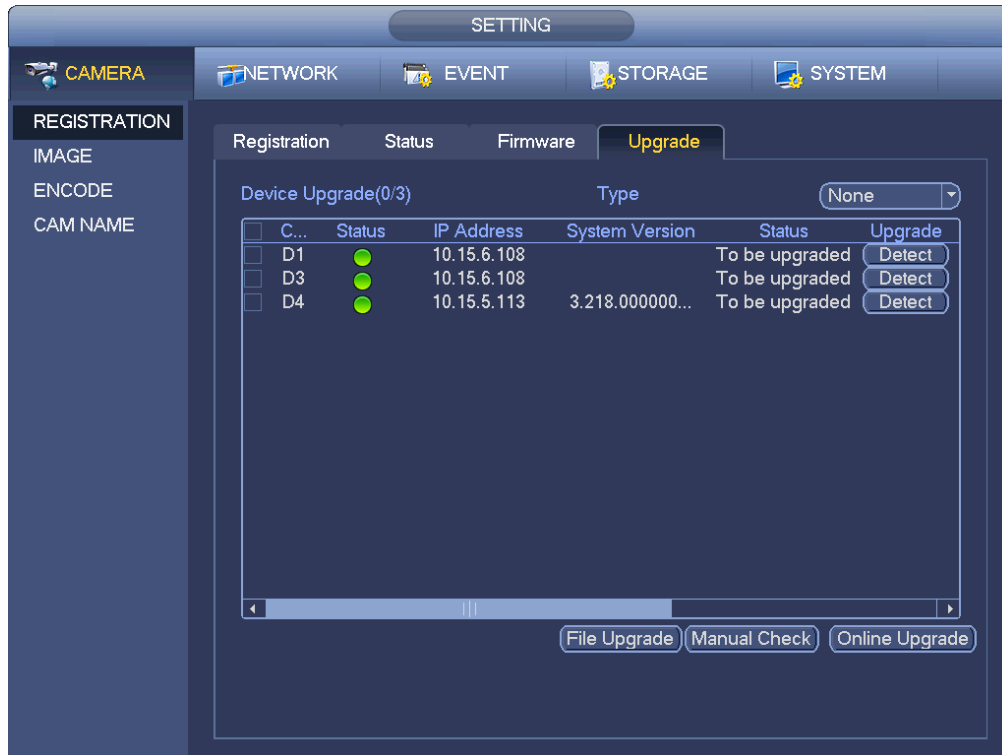 SETTING
CAMERA NETWORK EVENT STORAGE SYSTEM
REGISTRATION
IMAGE
ENCODE
CAM NAME
Registration Status Firmware Upgrade
Device Upgrade(0/3) Type None
C... Status IP Address System Version Status Upgrade
D1 10.15.6.108 To be upgraded Detect
D3 10.15.6.108 To be upgraded Detect
D4 10.15.5.113 3.218.000000... To be upgraded Detect
File Upgrade Manual Check Online Upgrade